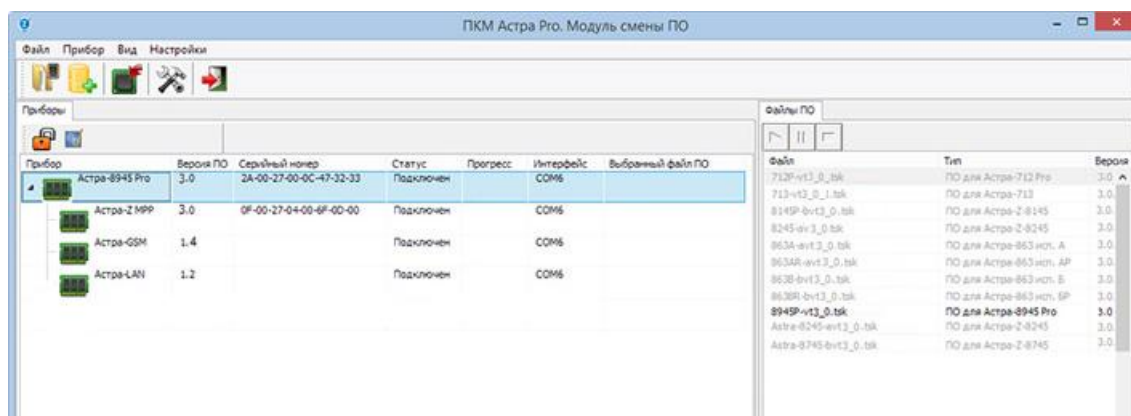 ПКМ Астра Pro. Модуль смены ПО
Файл Прибор Вид Настройки
Приборы
Файлы ПО
Прибор Версия ПО Серийный номер Статус Прогресс Интерфейс Выбранный файл ПО
Астра-8945 Pro 3.0 2A-00-27-00-0C-47-32-33 Подключен COM6
Астра-Z МРР 3.0 0F-00-27-04-00-6F-0D-00 Подключен COM6
Астра-GSM 1.4 Подключен COM6
Астра-LAN 1.2 Подключен COM6
Файл Тип Версия
712P-vt3_0_.tsk ПО для Астра-712 Pro 3.0
713-vt3_0_1.tsk ПО для Астра-713 3.0.
8145P-bvt3_0.tsk ПО для Астра-Z-8145 3.0.
8245-av3_0.tsk ПО для Астра-Z-8245 3.0.
863A-avt3_0.tsk ПО для Астра-863 исп. А 3.0.
863AR-avt3_0.tsk ПО для Астра-863 исп. АР 3.0.
863B-bvt3_0.tsk ПО для Астра-863 исп. Б 3.0.
863BR-bvt3_0.tsk ПО для Астра-863 исп. БР 3.0.
8945P-vt3_0.tsk ПО для Астра-8945 Pro 3.0
Astra-8245-avt3_0.tsk ПО для Астра-Z-8245 3.0.
Astra-8745-bvt3_0.tsk ПО для Астра-Z-8745 3.0.